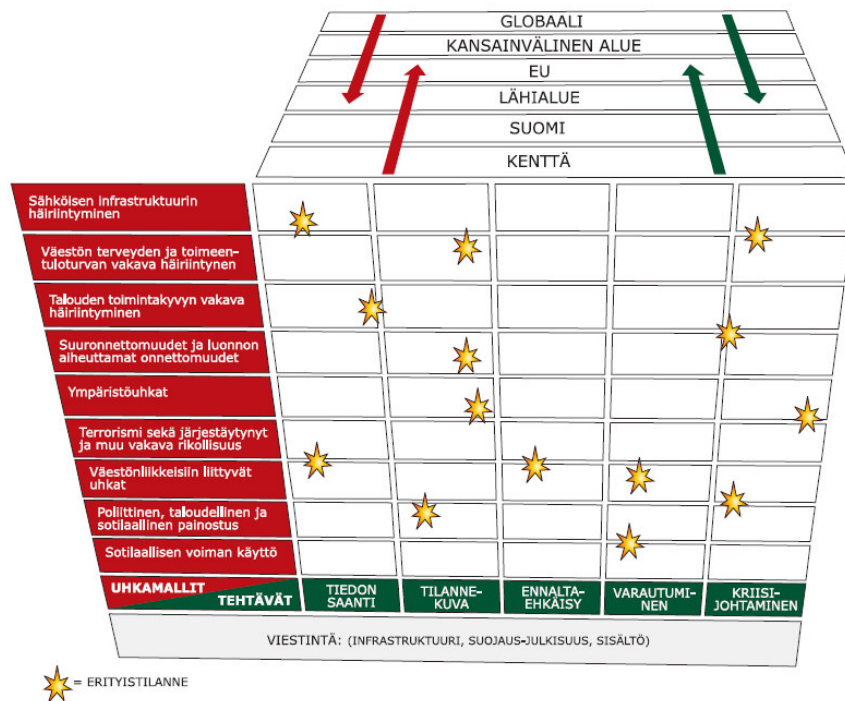 GLOBAALI
KANSAINVÄLINEN ALUE
EU
LÄHIALUE
SUOMI
KENTTÄ
Sähköisen infrastruktuurin
häiriintyminen
Väestön terveyden ja toimeen-
tuloturvan vakava häiriintynen
Talouden toimintakyvyn vakava
häiriintyminen
Suuronnettomuudet ja luonnon
aiheuttamat onnettomuudet
Ympäristöuhkat
Terrorismi sekä järjestäytynyt
ja muu vakava rikollisuus
Väestönliikkeisiin liittyvät
uhkat
Poliittinen, taloudellinen ja
sotilaallinen painostus
Sotilaallisen voiman käyttö
UHKAMALLIT
TEHTÄVÄT
TIEDON
SAANTI
TILANNE-
KUVA
ENNALTA-
EHKÄISY
VARAUTUMI-
NEN
KRIISI-
JOHTAMINEN
VIESTINTÄ: (INFRASTRUKTUURI, SUOJAUS-JULKISUUS, SISÄLTÖ)
= ERITYISTILANNE